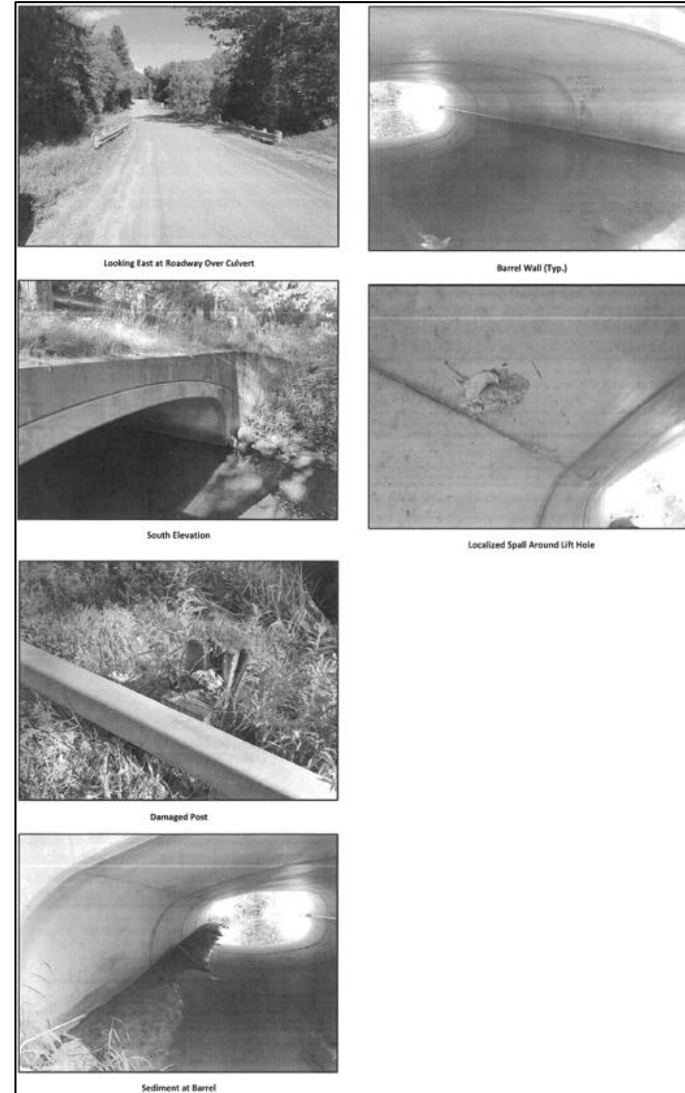 Looking East at Roadway Over Culvert
South Elevation
Damaged Post
Sediment at Barrel
Barrel Wall (Typ.)
Localized Spall Around Lift Hole